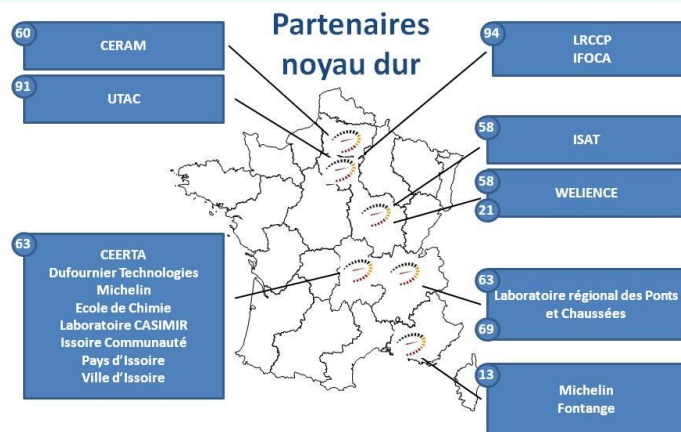 Partenaires
noyau dur
60
CERAM
91
UTAC
63
CEERTA
Dufournier Technologies
Michelin
Ecole de Chimie
Laboratoire CASIMIR
Issoire Communauté
Pays d'Issoire
Ville d'Issoire
94
LRCCP
IFOCA
58
ISAT
58
WELIENCE
21
63
Laboratoire régional des Ponts
et Chaussées
69
13
Michelin
Fontange